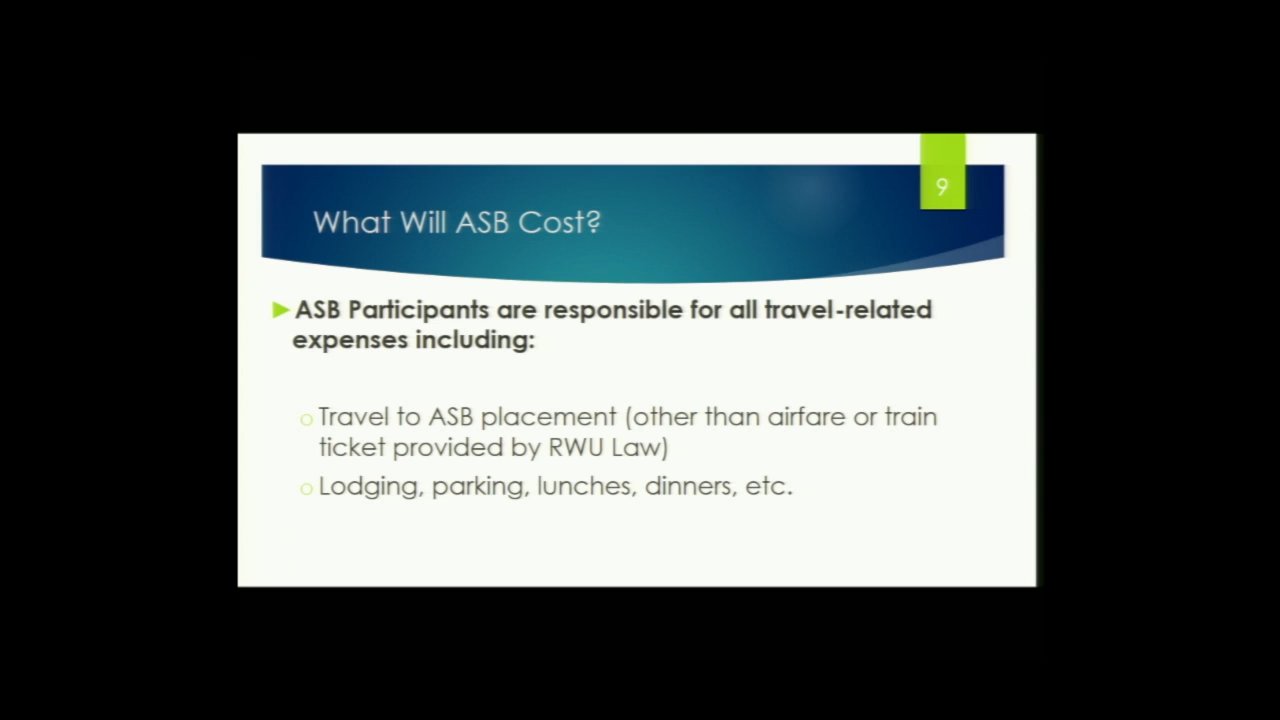 9
What Will ASB Cost?
ASB Participants are responsible for all travel-related
expenses including:
Travel to ASB placement (other than airfare or train
ticket provided by RWU Law)
Lodging, parking, lunches, dinners, etc.